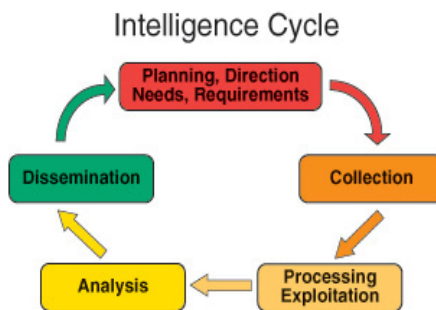 Intelligence Cycle
Planning, Direction
Needs, Requirements
Collection
Processing
Exploitation
Analysis
Dissemination